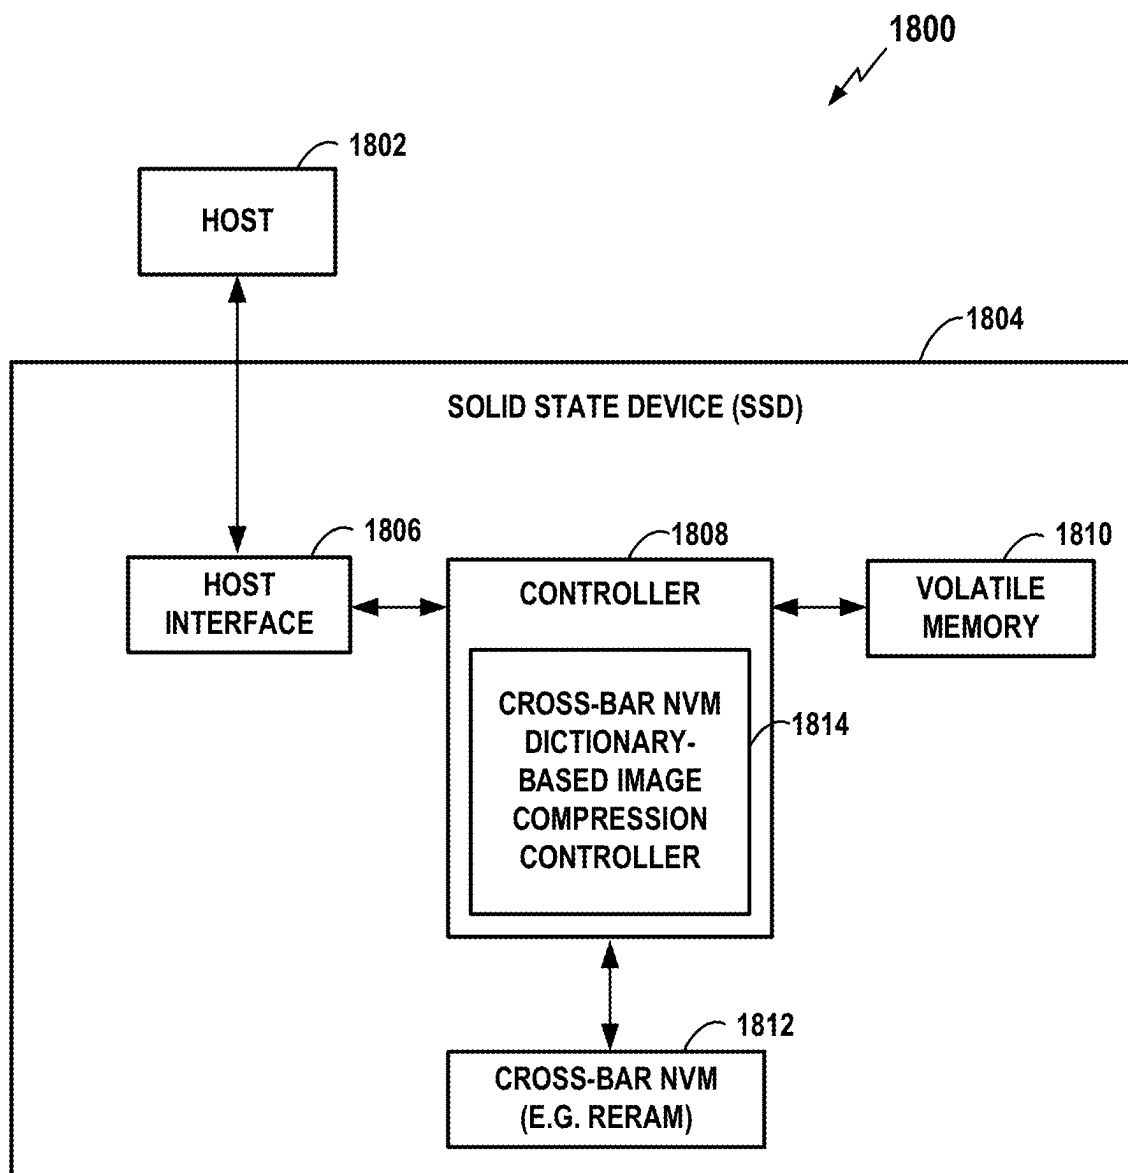 1800
1802
HOST
1804
SOLID STATE DEVICE (SSD)
1806
HOST
INTERFACE
1808
CONTROLLER
1810
VOLATILE
MEMORY
CROSS-BAR NVM
DICTIONARY-
BASED IMAGE
COMPRESSION
CONTROLLER
1814
1812
CROSS-BAR NVM
(E.G. RERAM)